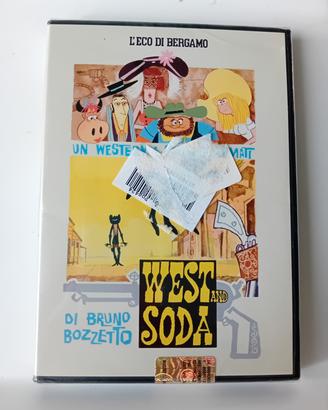 L'ECO DI BERGAMO
UN WESTERN
WEST
AND
SODA
DI BRUNO
BOZZETTO